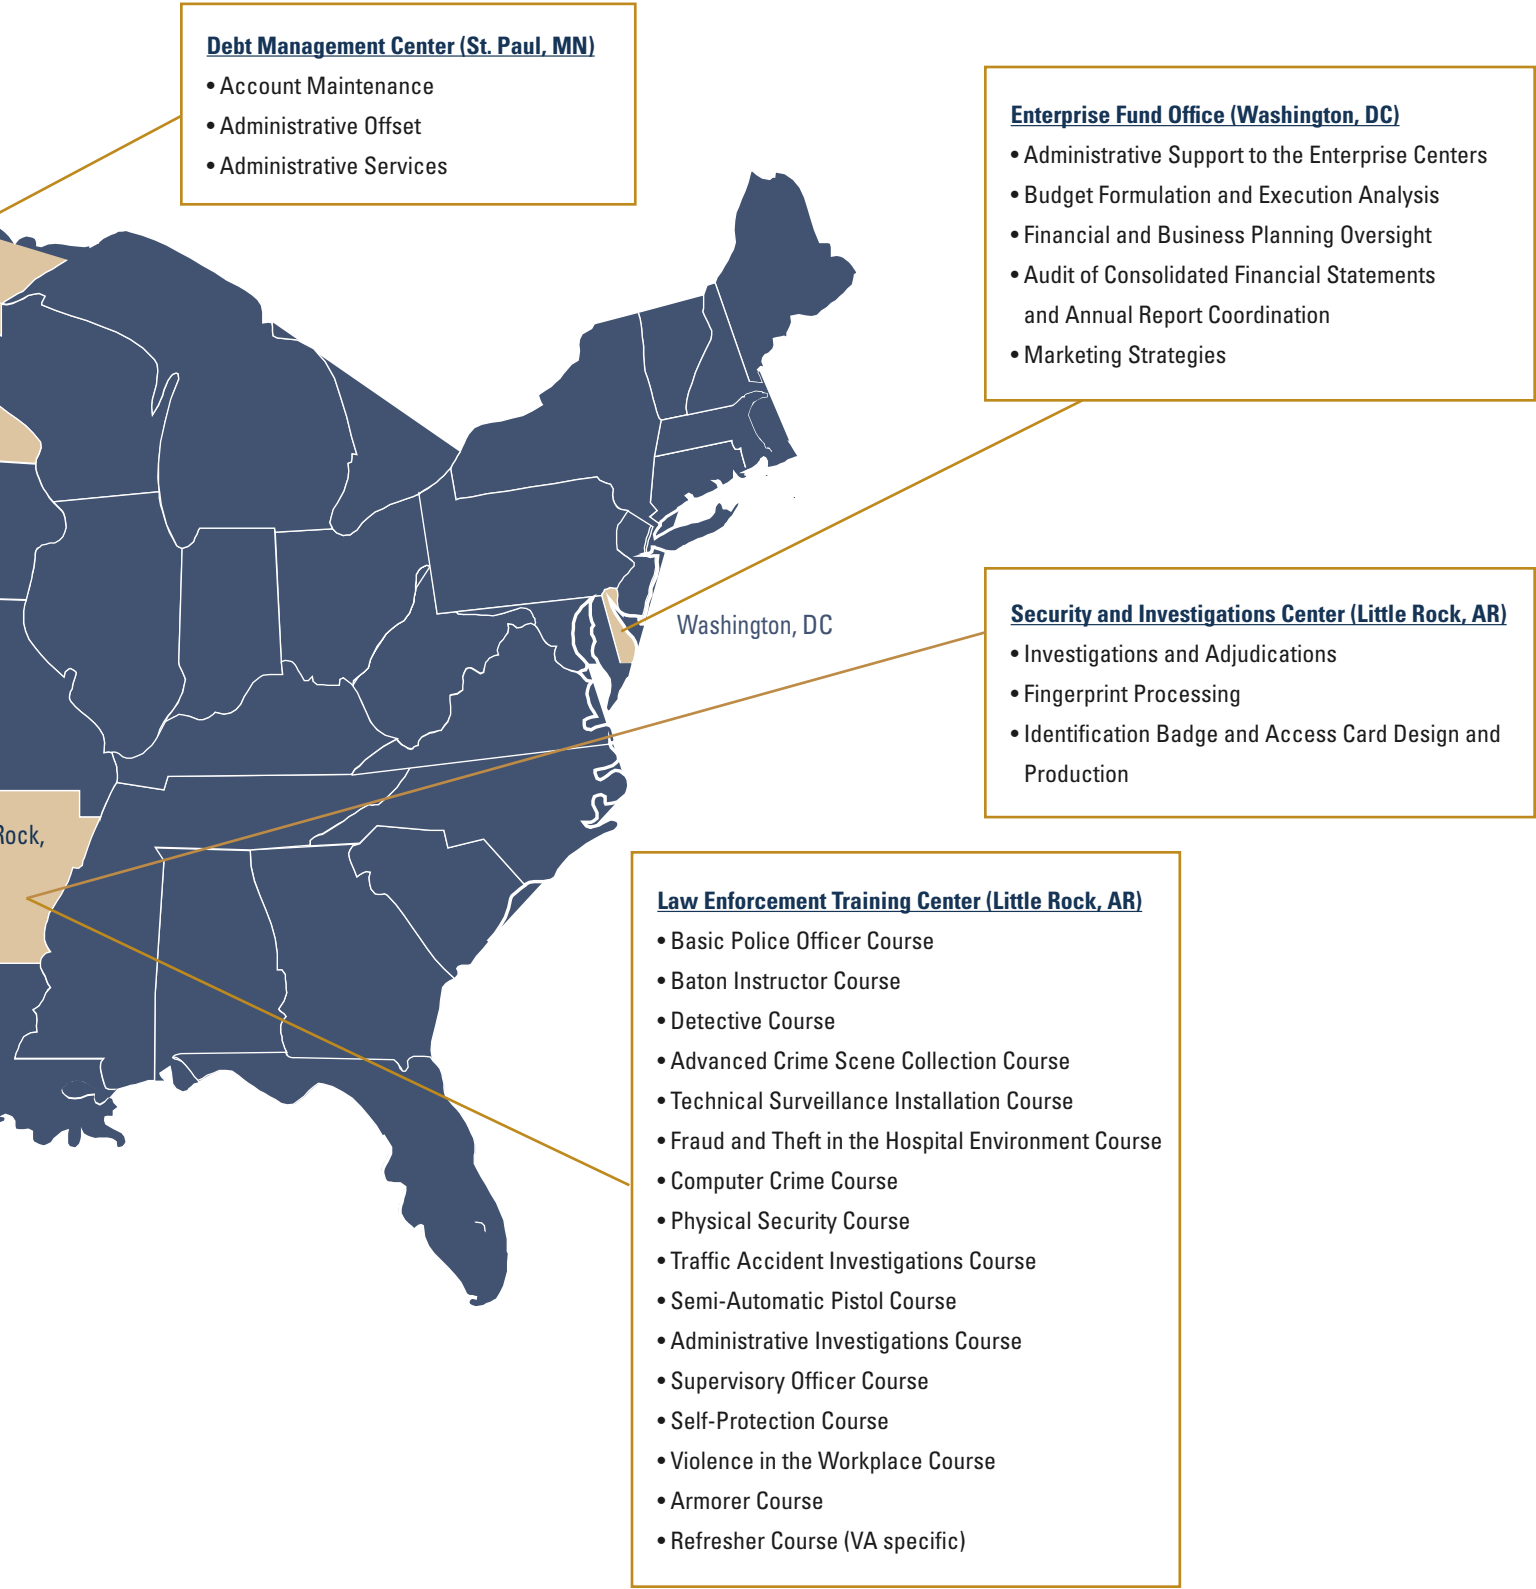 Debt Management Center (St. Paul, MN)
• Account Maintenance
• Administrative Offset
• Administrative Services
Enterprise Fund Office (Washington, DC)
• Administrative Support to the Enterprise Centers
• Budget Formulation and Execution Analysis
• Financial and Business Planning Oversight
• Audit of Consolidated Financial Statements
and Annual Report Coordination
• Marketing Strategies
Washington, DC
Security and Investigations Center (Little Rock, AR)
• Investigations and Adjudications
• Fingerprint Processing
• Identification Badge and Access Card Design and
Production
Rock,
Law Enforcement Training Center (Little Rock, AR)
• Basic Police Officer Course
• Baton Instructor Course
• Detective Course
• Advanced Crime Scene Collection Course
• Technical Surveillance Installation Course
• Fraud and Theft in the Hospital Environment Course
• Computer Crime Course
• Physical Security Course
• Traffic Accident Investigations Course
• Semi-Automatic Pistol Course
• Administrative Investigations Course
• Supervisory Officer Course
• Self-Protection Course
• Violence in the Workplace Course
• Armorer Course
• Refresher Course (VA specific)